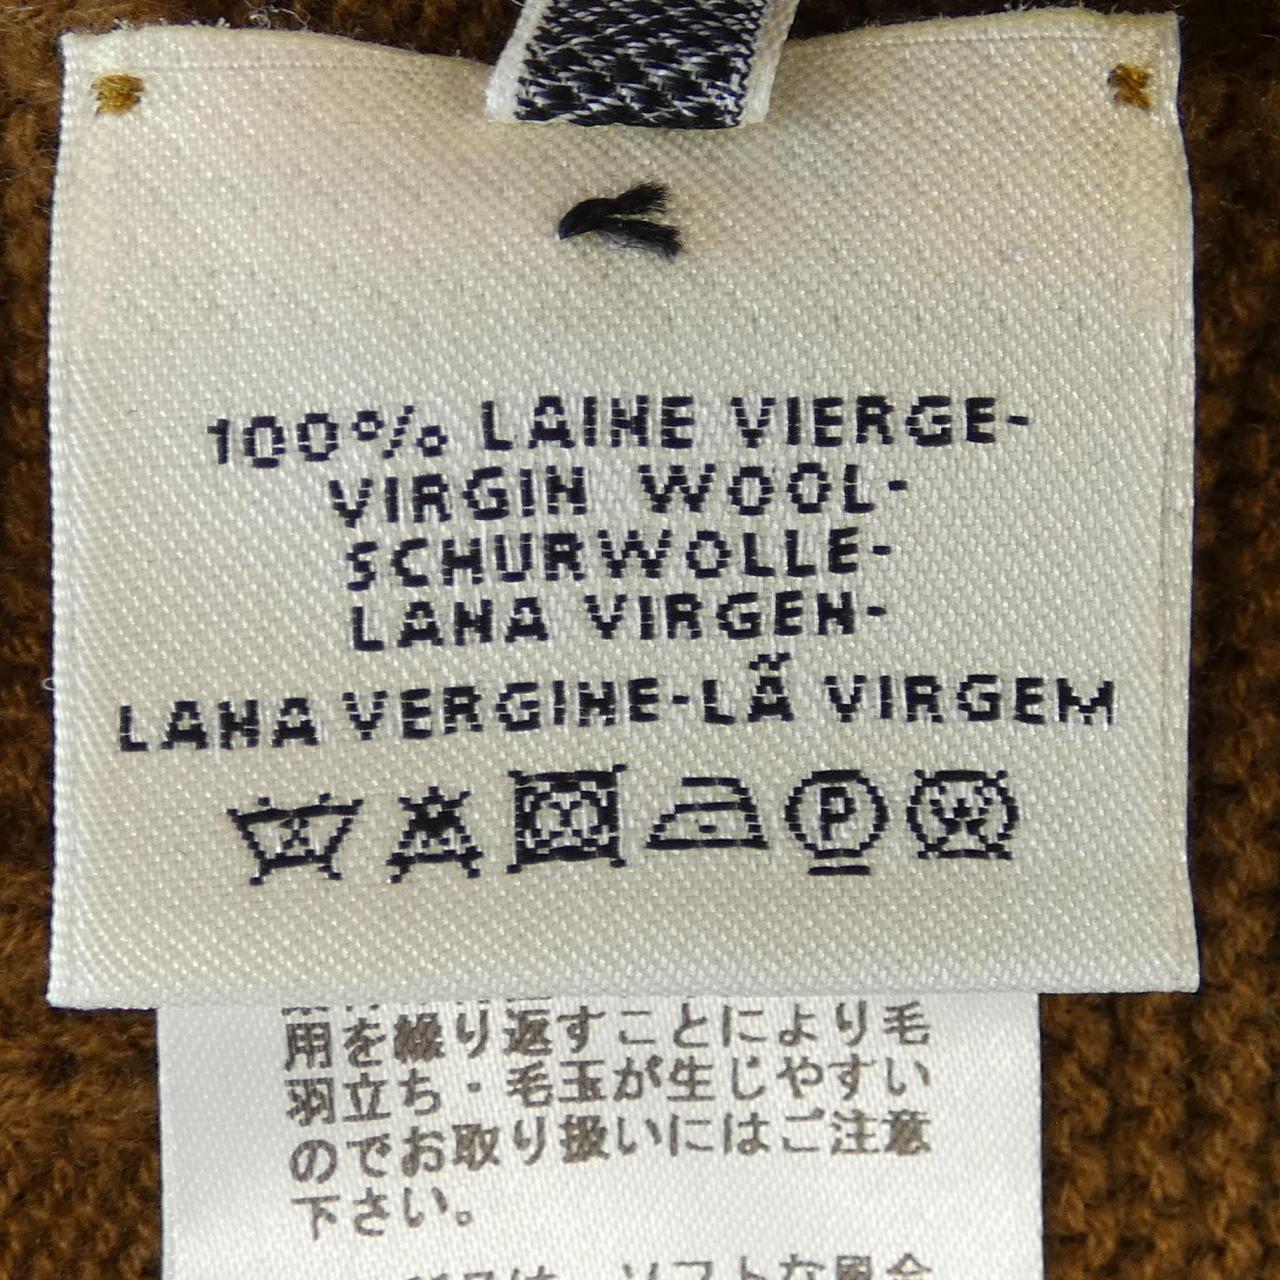 100% LAINE VIERGE-
VIRGIN WOOL-
SCHURWOLLE-
LANA VIRGEN-
LANA VERGINE-LÃ VIRGEM
P
用を繰り返すことにより毛
羽立ち・毛玉が生じやすい
のでお取り扱いにはご注意
下さい。